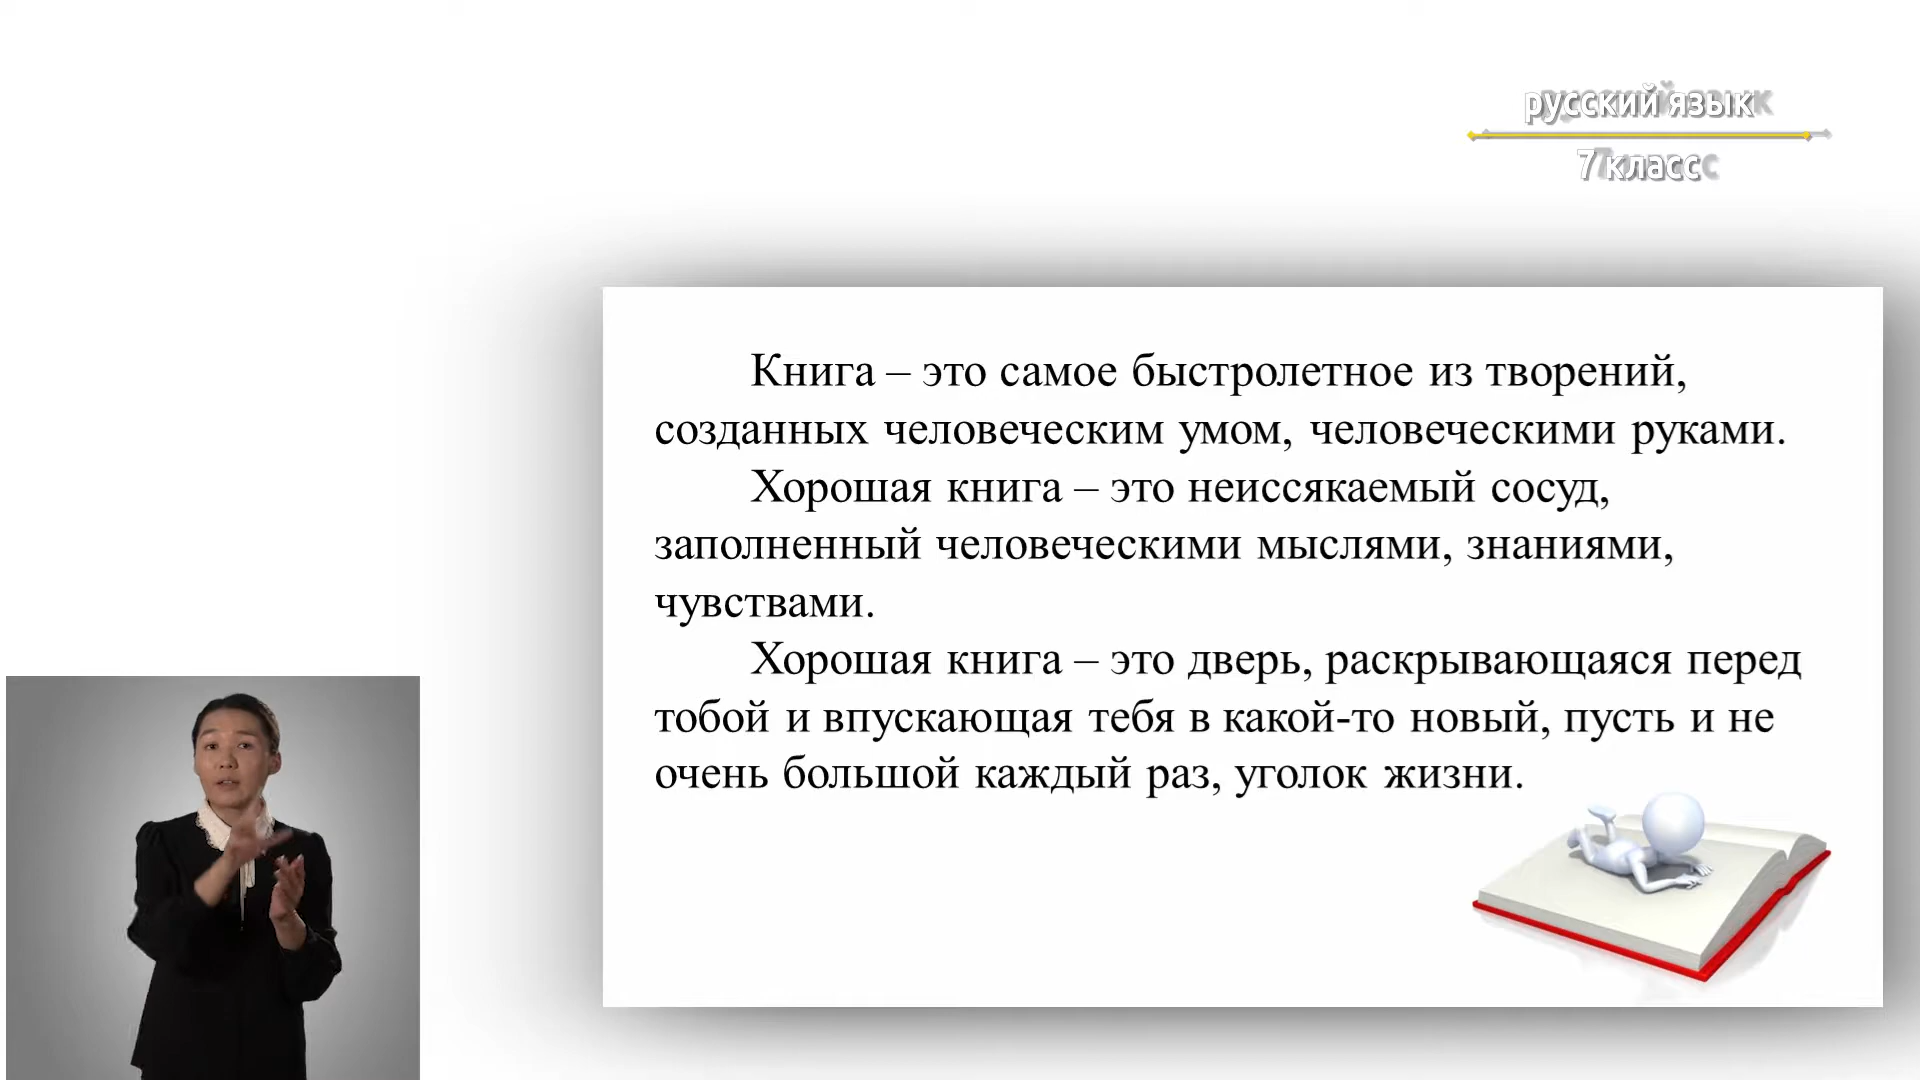 русский язык
7 класс
Книга – это самое быстролетное из творений,
созданных человеческим умом, человеческими руками.
Хорошая книга – это неиссякаемый сосуд,
заполненный человеческими мыслями, знаниями,
чувствами.
Хорошая книга – это дверь, раскрывающаяся перед
тобой и впускающая тебя в какой-то новый, пусть и не
очень большой каждый раз, уголок жизни.